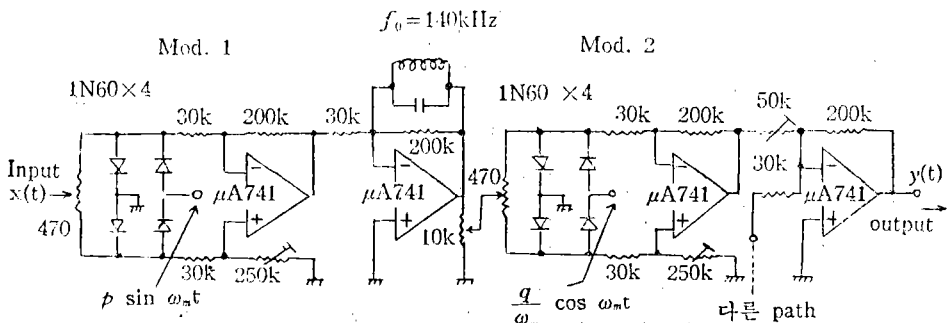 f₀=140kHz
Mod. 1
Mod. 2
1N60×4
1N60 ×4
30k
200k
30k
200k
30k
200k
50k
200k
30k
Input
x(t)
470
μA741
μA741
470
μA741
μA741
y(t)
output
10k
30k
250k
30k
250k
p sin ωₘt
q/ω cos ωₘt
다른 path